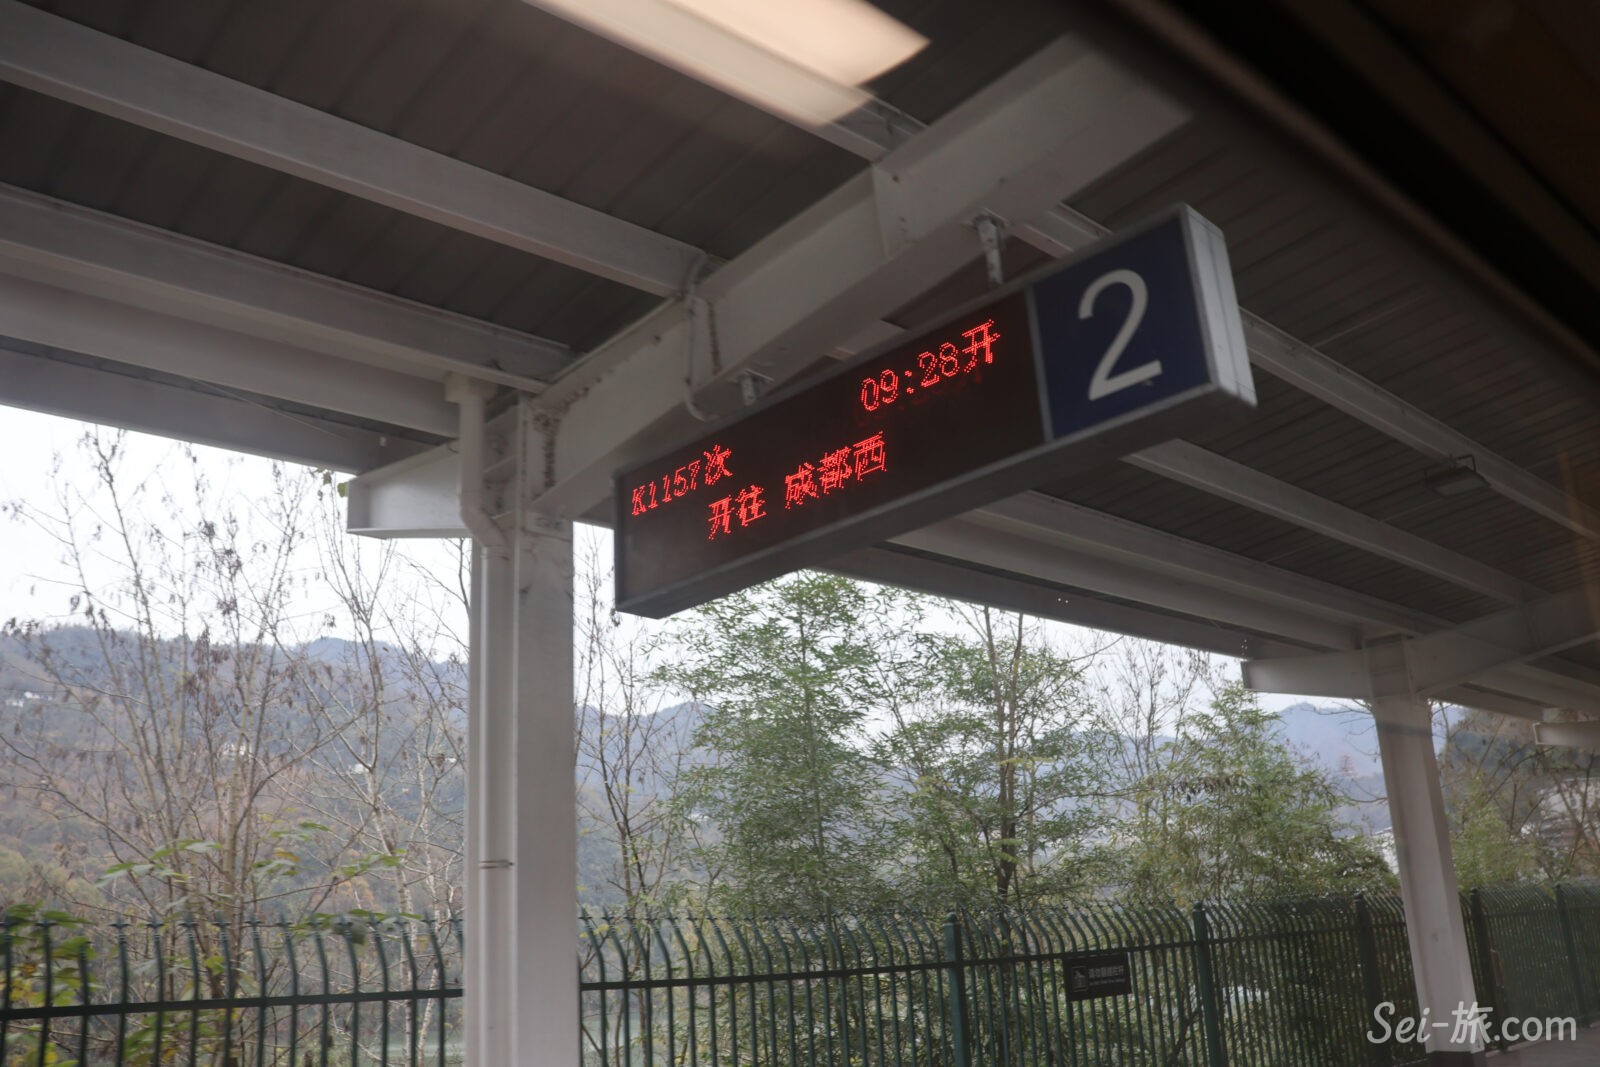 K1157次
09:28开
开往 成都西
2
Sei-旅.com